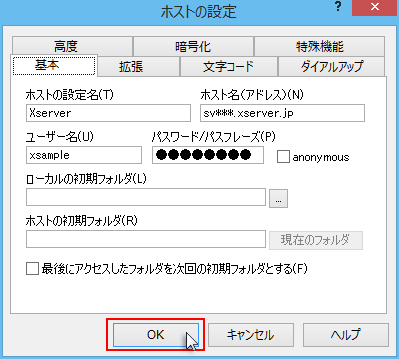 ホストの設定
? ×
高度 暗号化 特殊機能
基本 拡張 文字コード ダイアルアップ
ホストの設定名(T) ホスト名(アドレス)(N)
Xserver sv***.xserver.jp
ユーザー名(U) パスワード/パスフレーズ(P)
xsample ●●●●●●●● anonymous
ローカルの初期フォルダ(L)
...
ホストの初期フォルダ(R)
現在のフォルダ
最後にアクセスしたフォルダを次回の初期フォルダとする(F)
OK キャンセル ヘルプ